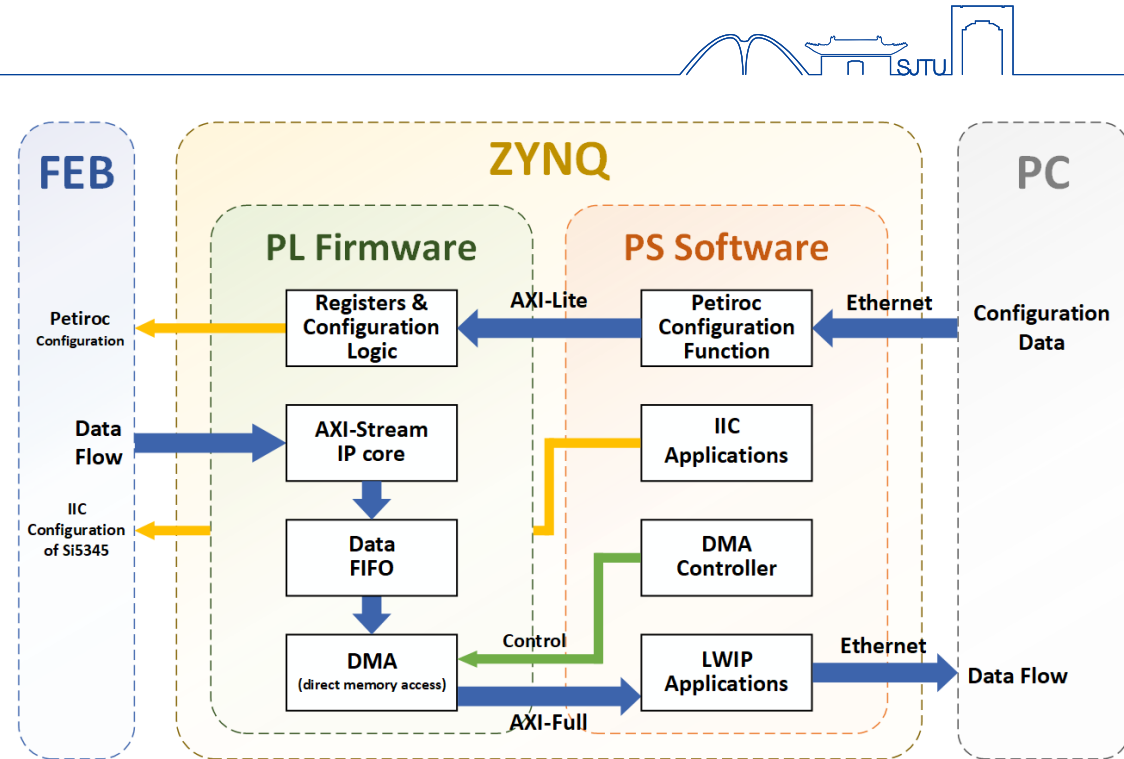 SJTU
FEB
ZYNQ
PC
PL Firmware
PS Software
Petiroc
Configuration
Registers &
Configuration
Logic
AXI-Lite
Petiroc
Configuration
Function
Ethernet
Configuration
Data
Data
Flow
AXI-Stream
IP core
IIC
Applications
IIC
Configuration
of Si5345
Data
FIFO
DMA
Controller
DMA
(direct memory access)
Control
AXI-Full
LWIP
Applications
Ethernet
Data Flow